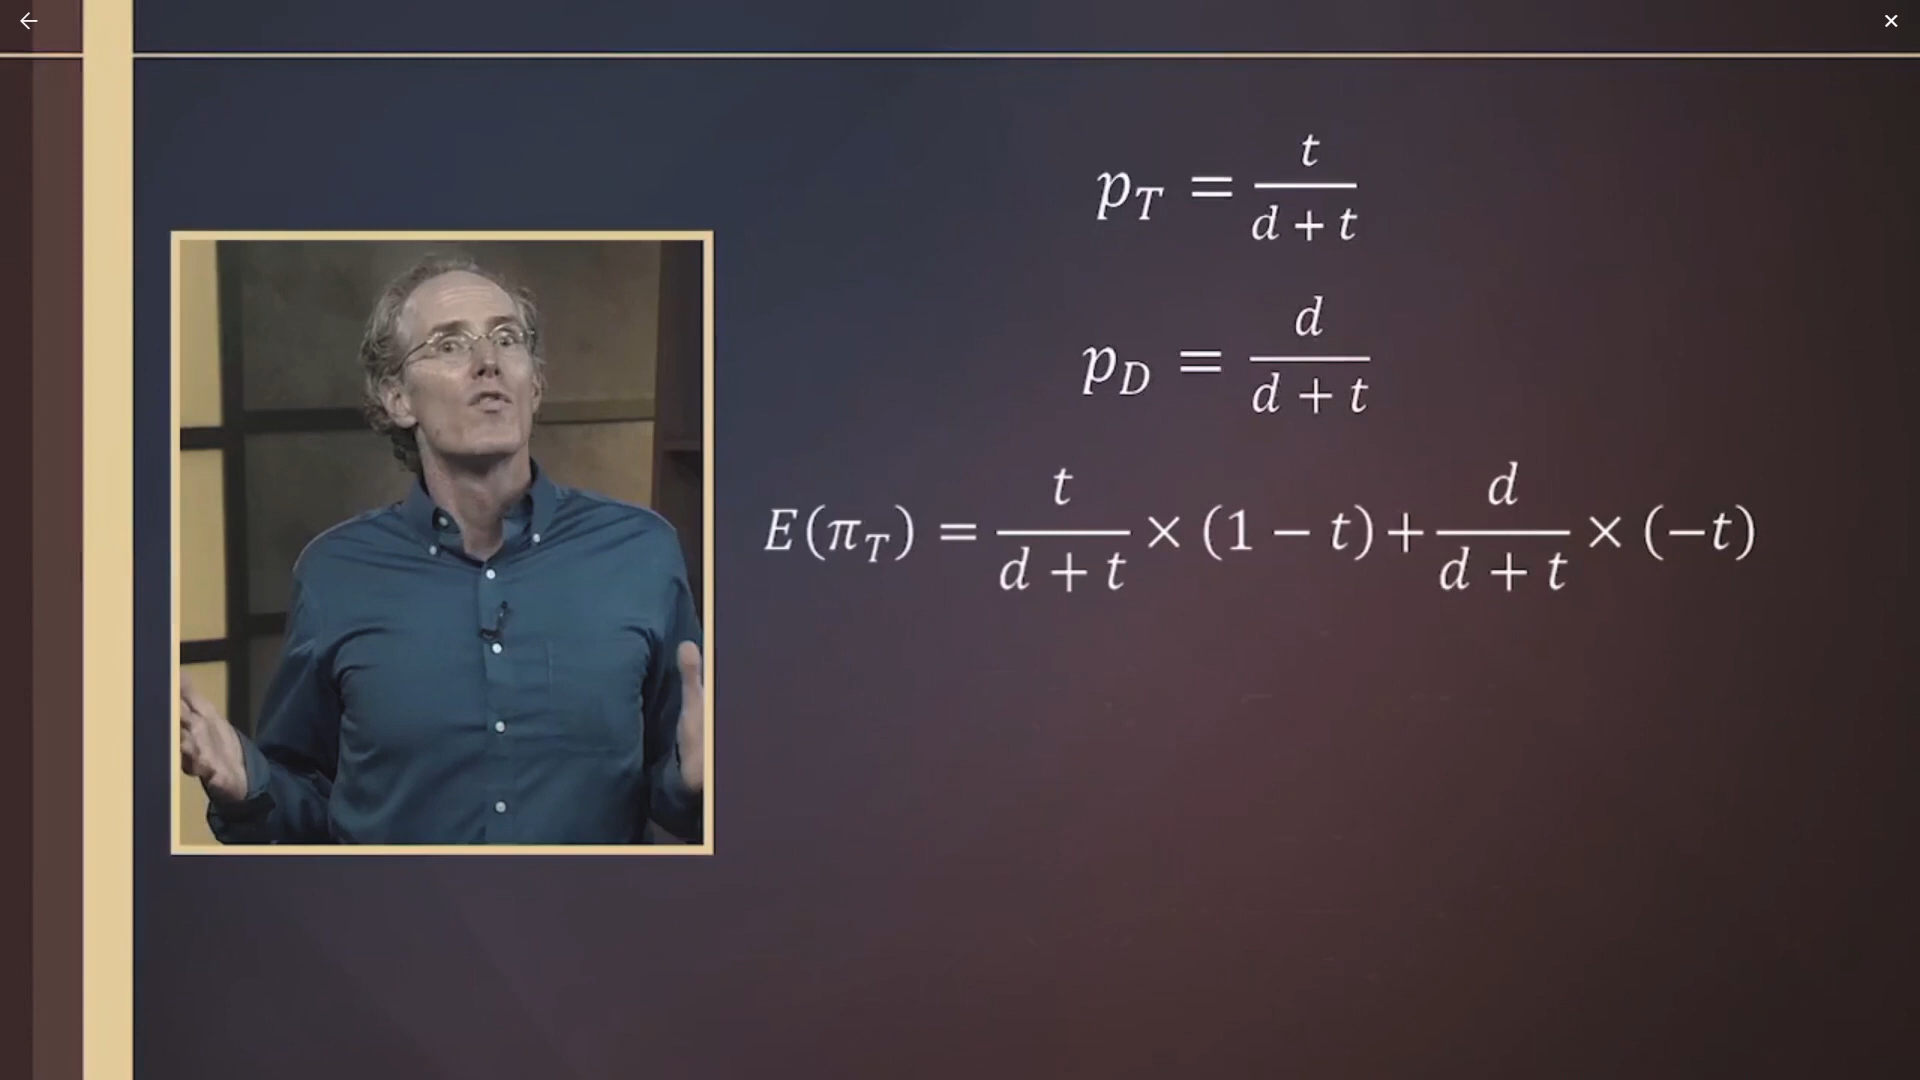 p_T = t/(d + t)
p_D = d/(d + t)
E(π_T) = t/(d + t) × (1 − t) + d/(d + t) × (−t)